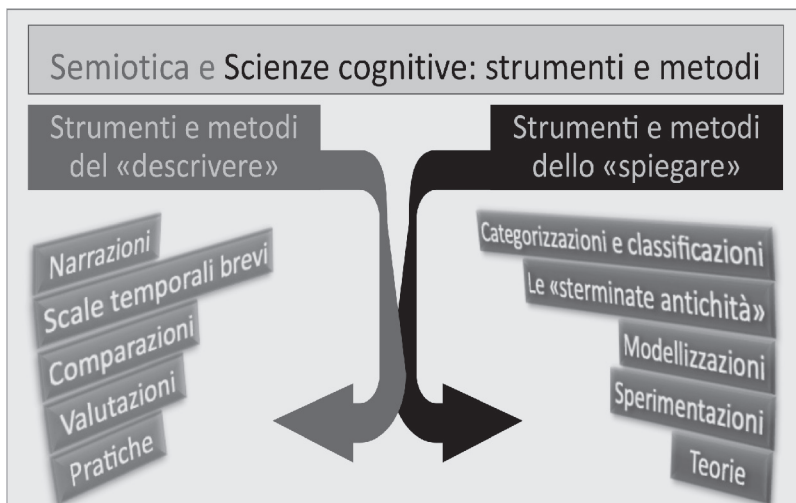 Semiotica e Scienze cognitive: strumenti e metodi
Strumenti e metodi
del «descrivere»
Strumenti e metodi
dello «spiegare»
Narrazioni
Scale temporali brevi
Comparazioni
Valutazioni
Pratiche
Categorizzazioni e classificazioni
Le «sterminate antichità»
Modellizzazioni
Sperimentazioni
Teorie